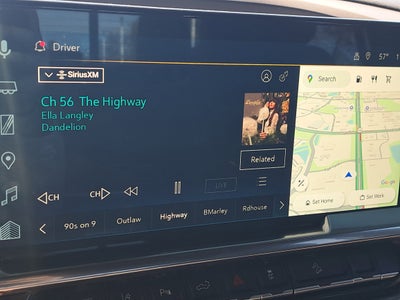 Driver
57°
SiriusXM
Search
Ch 56 The Highway
Ella Langley
Dandelion
Related
CH
CH
LIVE
Google
Set Home
Set Work
90s on 9
Outlaw
Highway
BMarley
Rdhouse